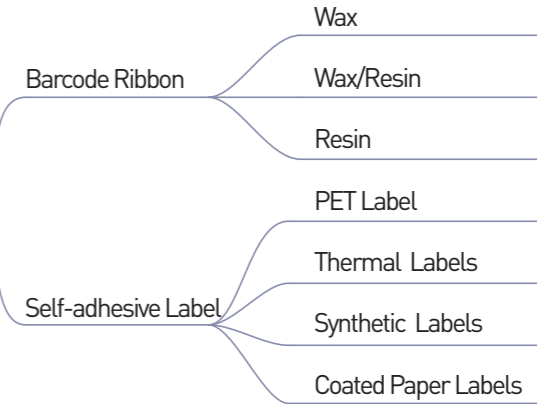 Barcode Ribbon
Wax
Wax/Resin
Resin
Self-adhesive Label
PET Label
Thermal Labels
Synthetic Labels
Coated Paper Labels